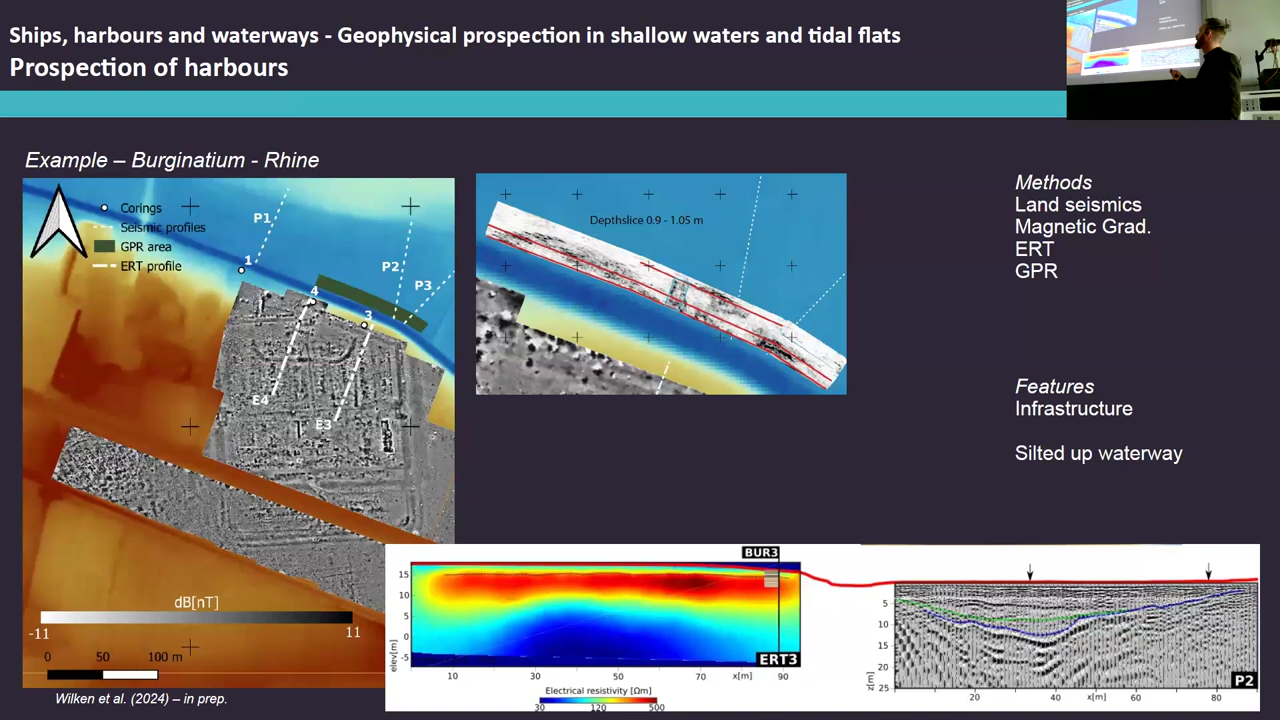 Ships, harbours and waterways - Geophysical prospection in shallow waters and tidal flats
Prospection of harbours
Example – Burginatium - Rhine
Corings
Seismic profiles
GPR area
ERT profile
P1
P2
P3
1
4
3
E4
E3
dB[nT]
-11
11
0
50
100 m
Wilken et al. (2024) – in prep.
Depthslice 0.9 - 1.05 m
Methods
Land seismics
Magnetic Grad.
ERT
GPR
Features
Infrastructure
Silted up waterway
BUR3
15
10
5
0
-5
elev[m]
ERT3
10
30
50
70
x[m]
90
Electrical resistivity [Ωm]
30
120
500
5
10
15
20
25
z[m]
P2
20
40
x[m]
60
80